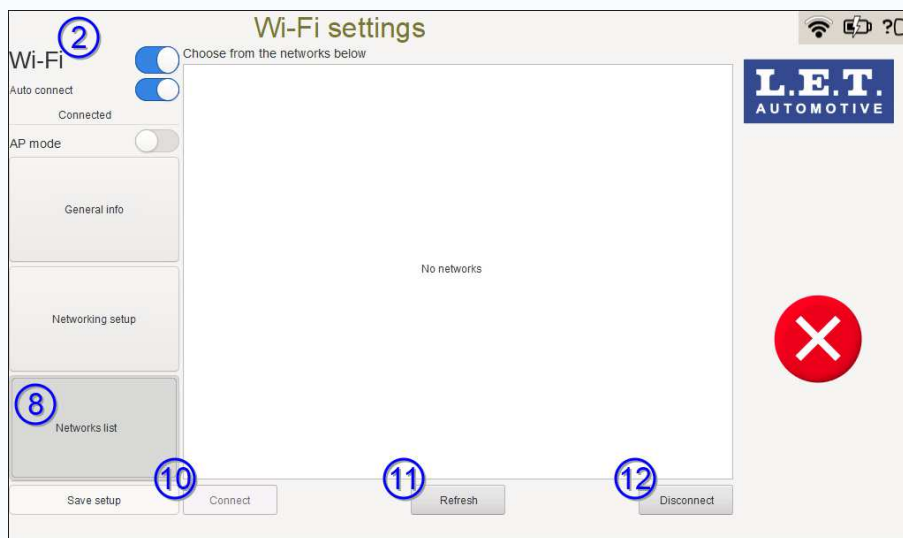 Wi-Fi settings
2
?
Wi-Fi
Choose from the networks below
Auto connect
Connected
AP mode
L.E.T.
AUTOMOTIVE
General info
No networks
Networking setup
8
Networks list
10
11
12
Save setup
Connect
Refresh
Disconnect